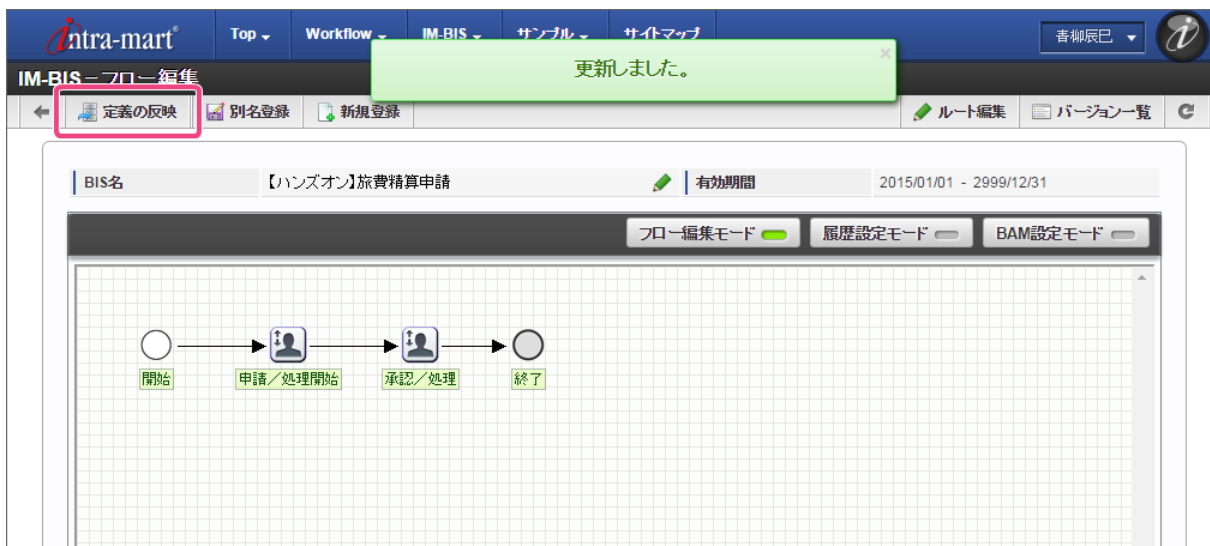 intra-mart® Top Workflow IM-BIS サンプル サイトマップ 青柳辰巳
更新しました。
IM-BIS－フロー編集
定義の反映 別名登録 新規登録 ルート編集 バージョン一覧
BIS名 【ハンズオン】旅費精算申請 有効期間 2015/01/01 - 2999/12/31
フロー編集モード 履歴設定モード BAM設定モード
開始 申請／処理開始 承認／処理 終了